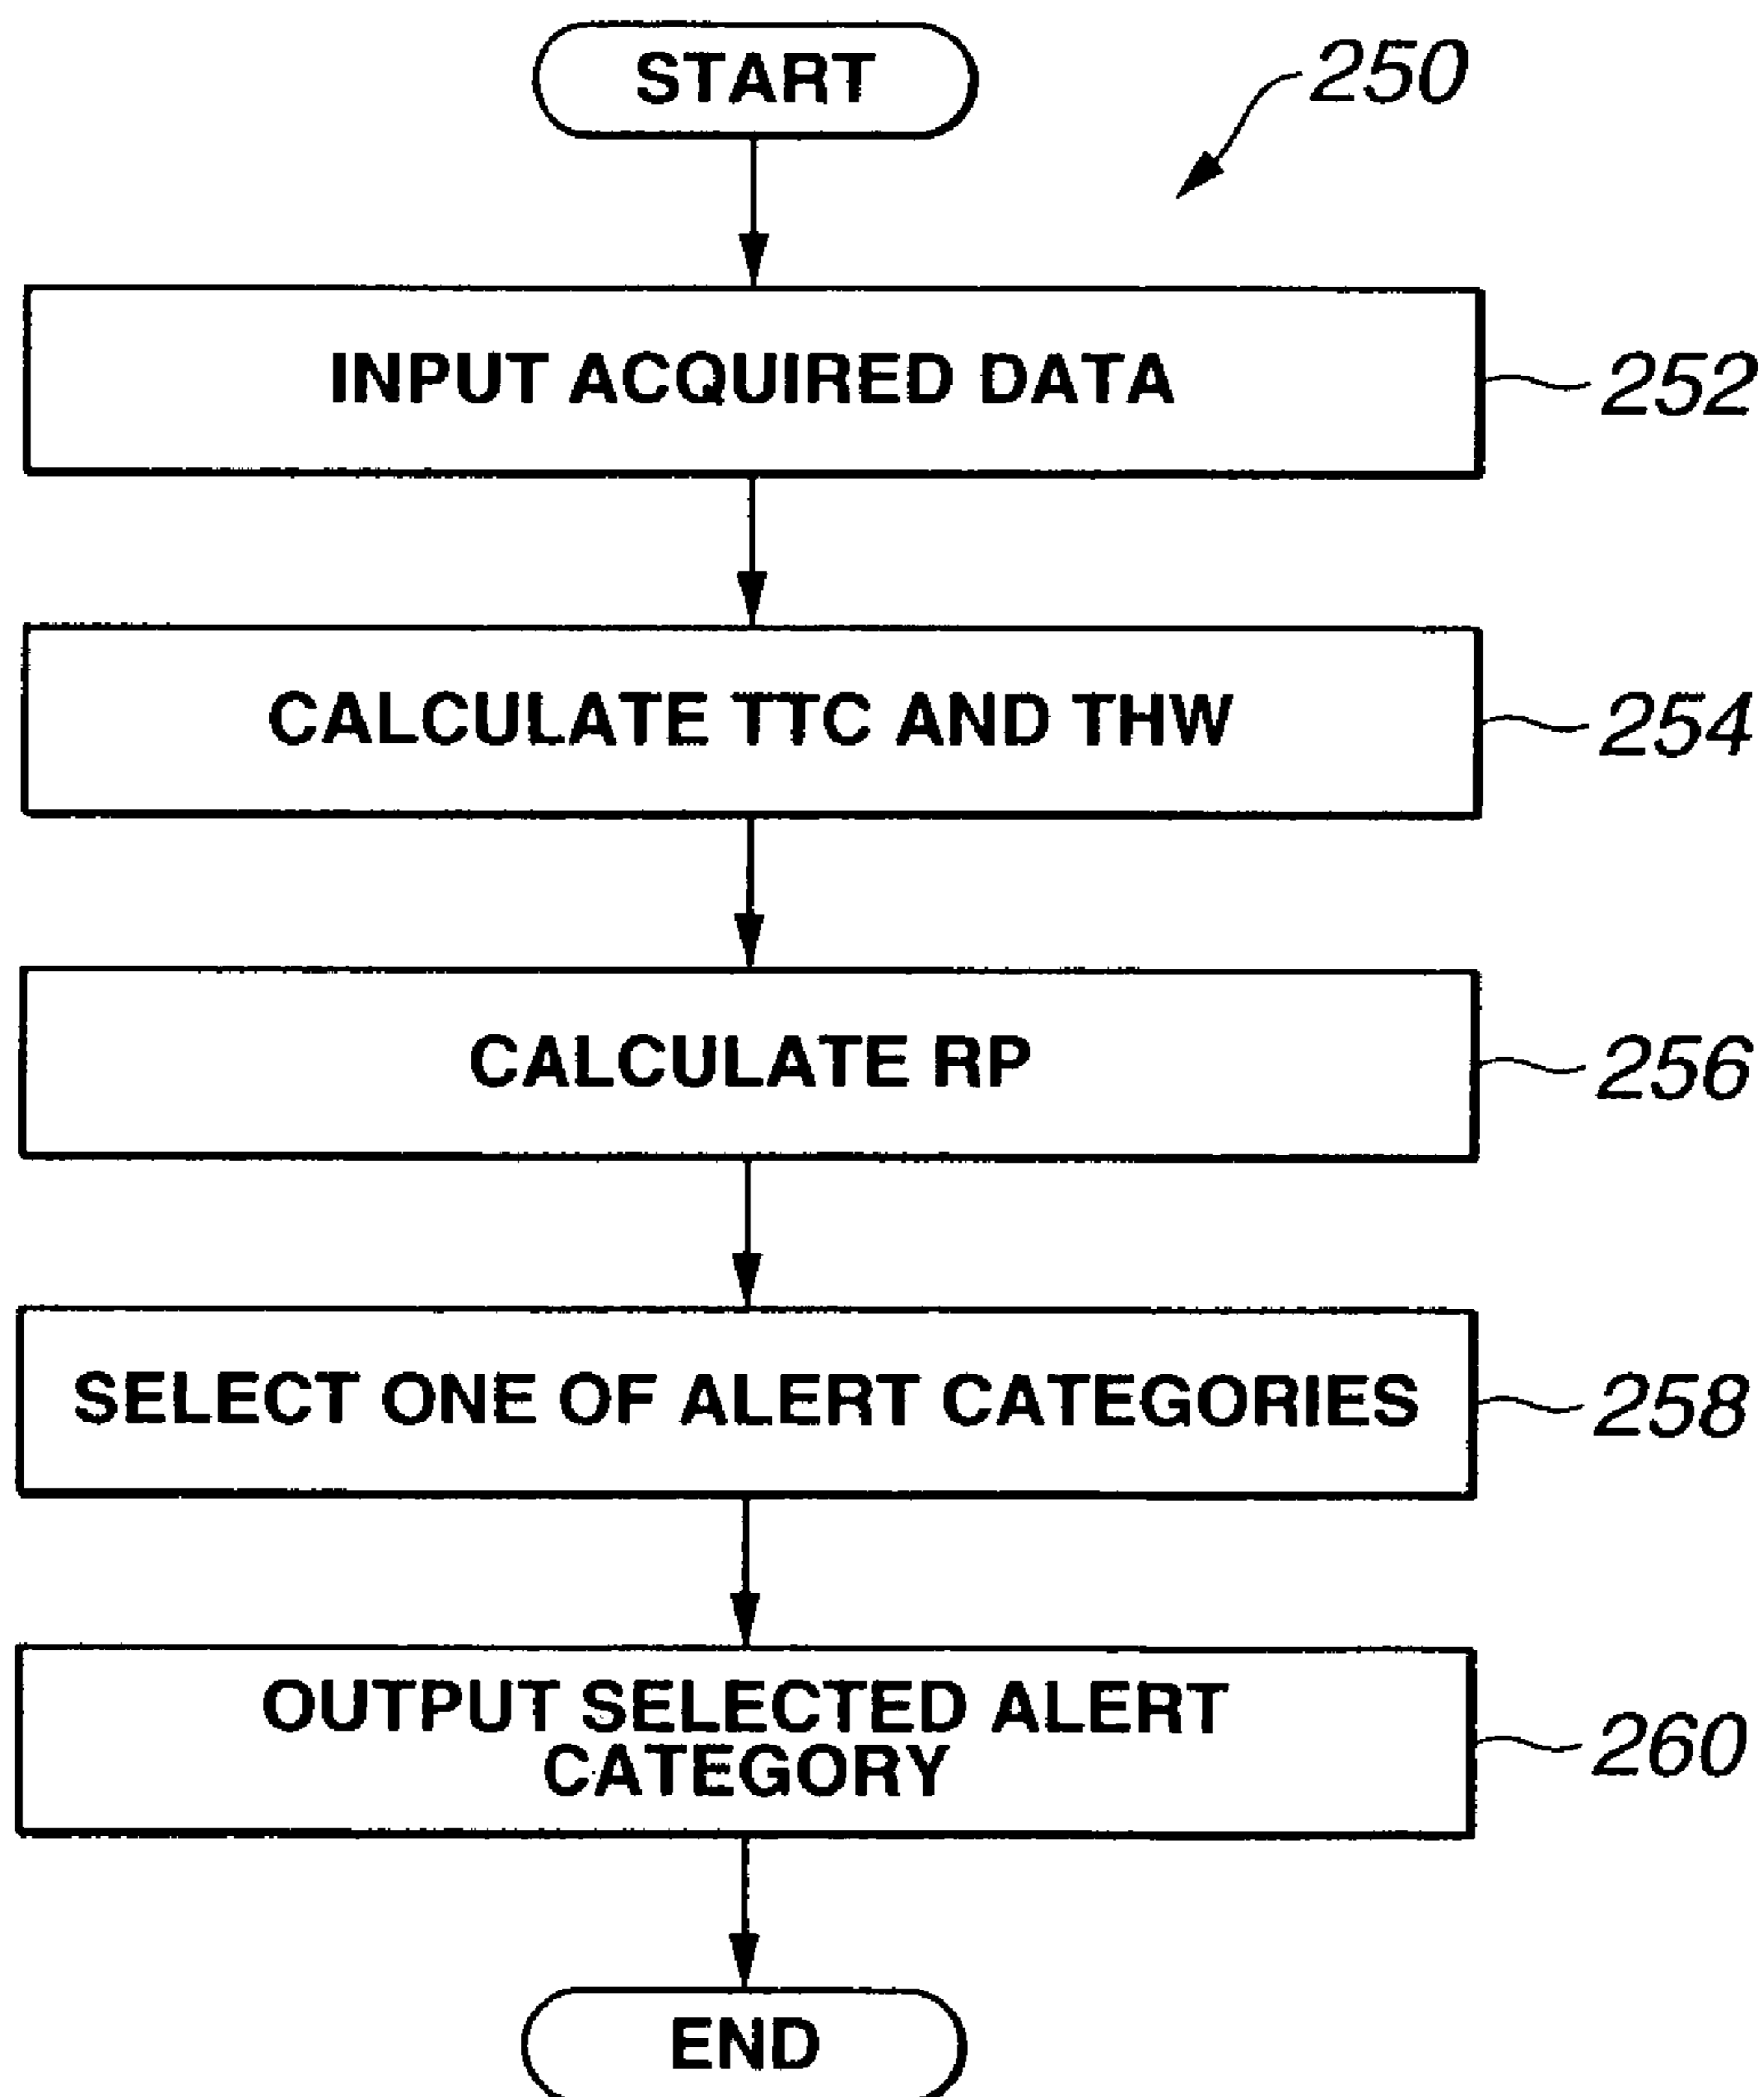 START
250
INPUT ACQUIRED DATA
252
CALCULATE TTC AND THW
254
CALCULATE RP
256
SELECT ONE OF ALERT CATEGORIES
258
OUTPUT SELECTED ALERT
CATEGORY
260
END